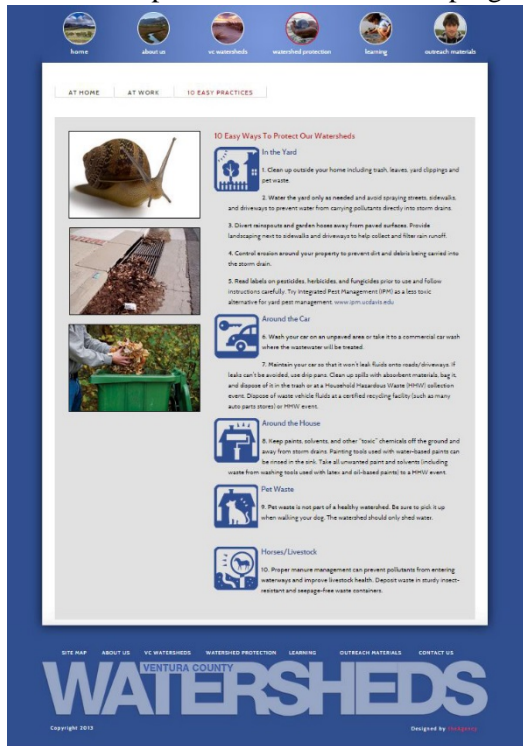 home about us vc watersheds watershed protection learning outreach materials
AT HOME AT WORK 10 EASY PRACTICES
10 Easy Ways To Protect Our Watersheds
In the Yard
1. Clean up outside your home including trash, leaves, yard clippings and
pet waste.
2. Water the yard only as needed and avoid spraying streets, sidewalks
and driveways to prevent water from carrying pollutants directly into storm drains.
3. Divert rainspouts and garden hoses away from paved surfaces. Provide
landscaping next to sidewalks and driveways to help collect and filter rain runoff.
4. Control erosion around your property to prevent dirt and debris being carried into
the storm drain.
5. Read labels on pesticides, herbicides, and fungicides prior to use and follow
instructions carefully. Try Integrated Pest Management (IPM) as a less toxic
alternative for yard pest management: www.ipm.ucdavis.edu
Around the Car
6. Wash your car on an unpaved area or take it to a commercial car wash
where the wastewater will be treated.
7. Maintain your car so that it won't leak fluids onto roads/driveways. If
leaks can't be avoided, use drip pans. Clean up spills with absorbent materials, bag it,
and dispose of it in the trash or at a Household Hazardous Waste (HHW) collection
event. Dispose of waste vehicle fluids at a certified recycling facility (such as many
auto parts stores) or HHW event.
Around the House
8. Keep paints, solvents, and other "toxic" chemicals off the ground and
away from storm drains. Painting tools used with water-based paints can
be rinsed in the sink. Take all unwanted paint and solvents (including
waste from washing tools used with latex and oil-based paints) to a HHW event.
Pet Waste
9. Pet waste is not part of a healthy watershed. Be sure to pick it up
when walking your dog. The watershed should only shed water.
Horses/Livestock
10. Proper manure management can prevent pollutants from entering
waterways and improve livestock health. Deposit waste in sturdy insect-
resistant and seepage-free waste containers.
SITE MAP ABOUT US VC WATERSHEDS WATERSHED PROTECTION LEARNING OUTREACH MATERIALS CONTACT US
VENTURA COUNTY
WATERSHEDS
Copyright 2013 Designed by